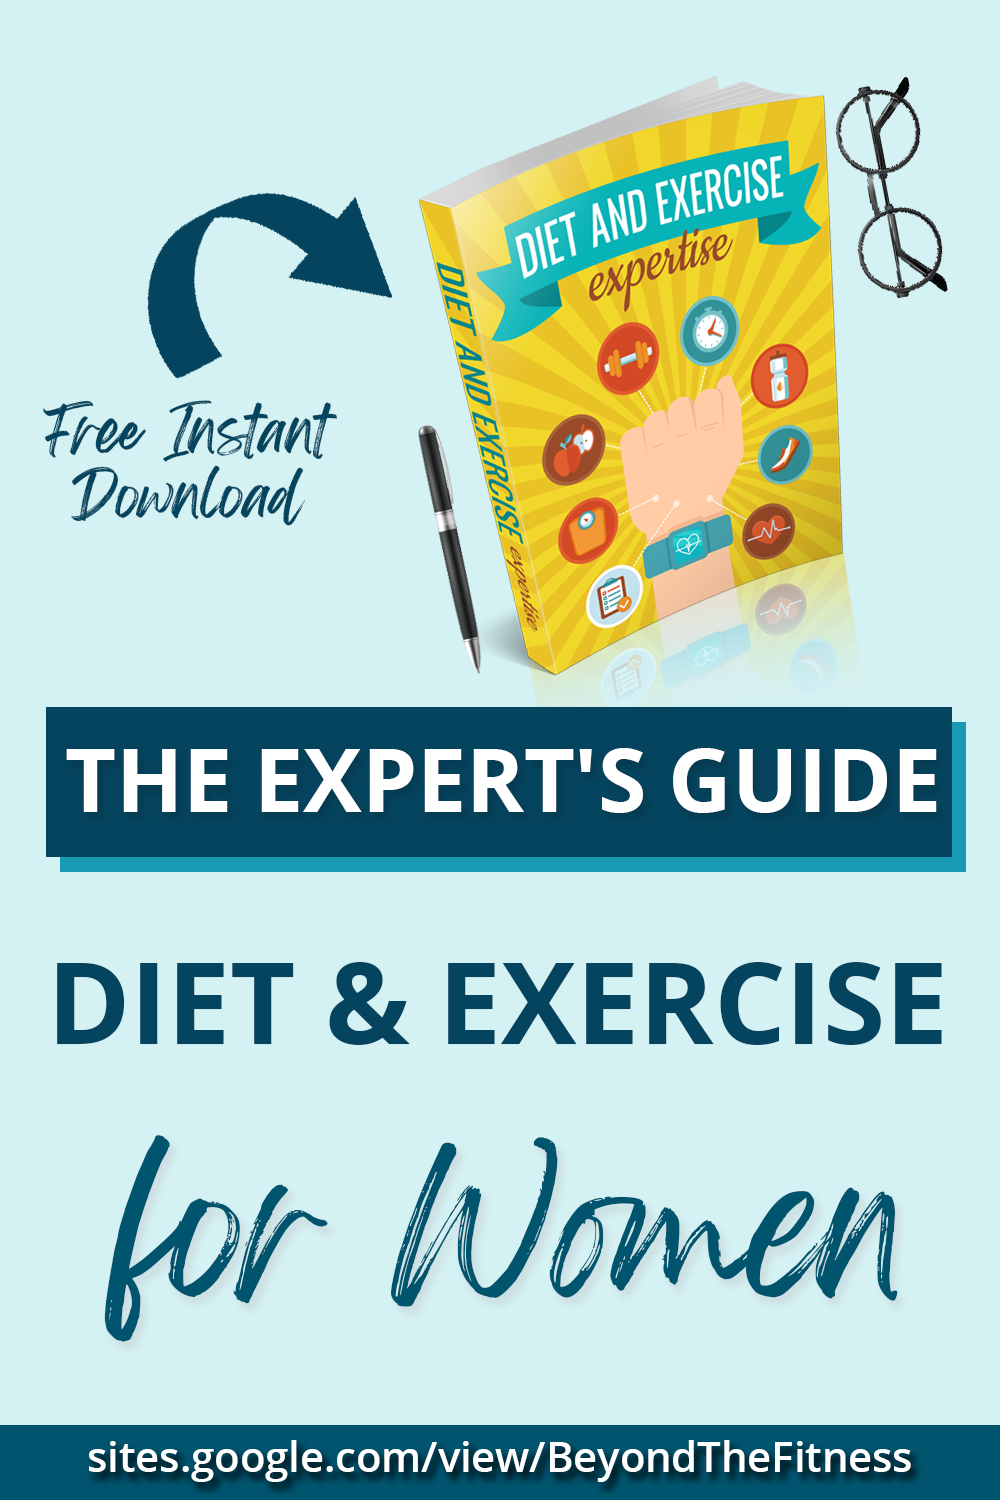 DIET AND EXERCISE
expertise
DIET AND EXERCISE expertise
Free Instant
Download
THE EXPERT'S GUIDE
DIET & EXERCISE
for Women
sites.google.com/view/BeyondTheFitness